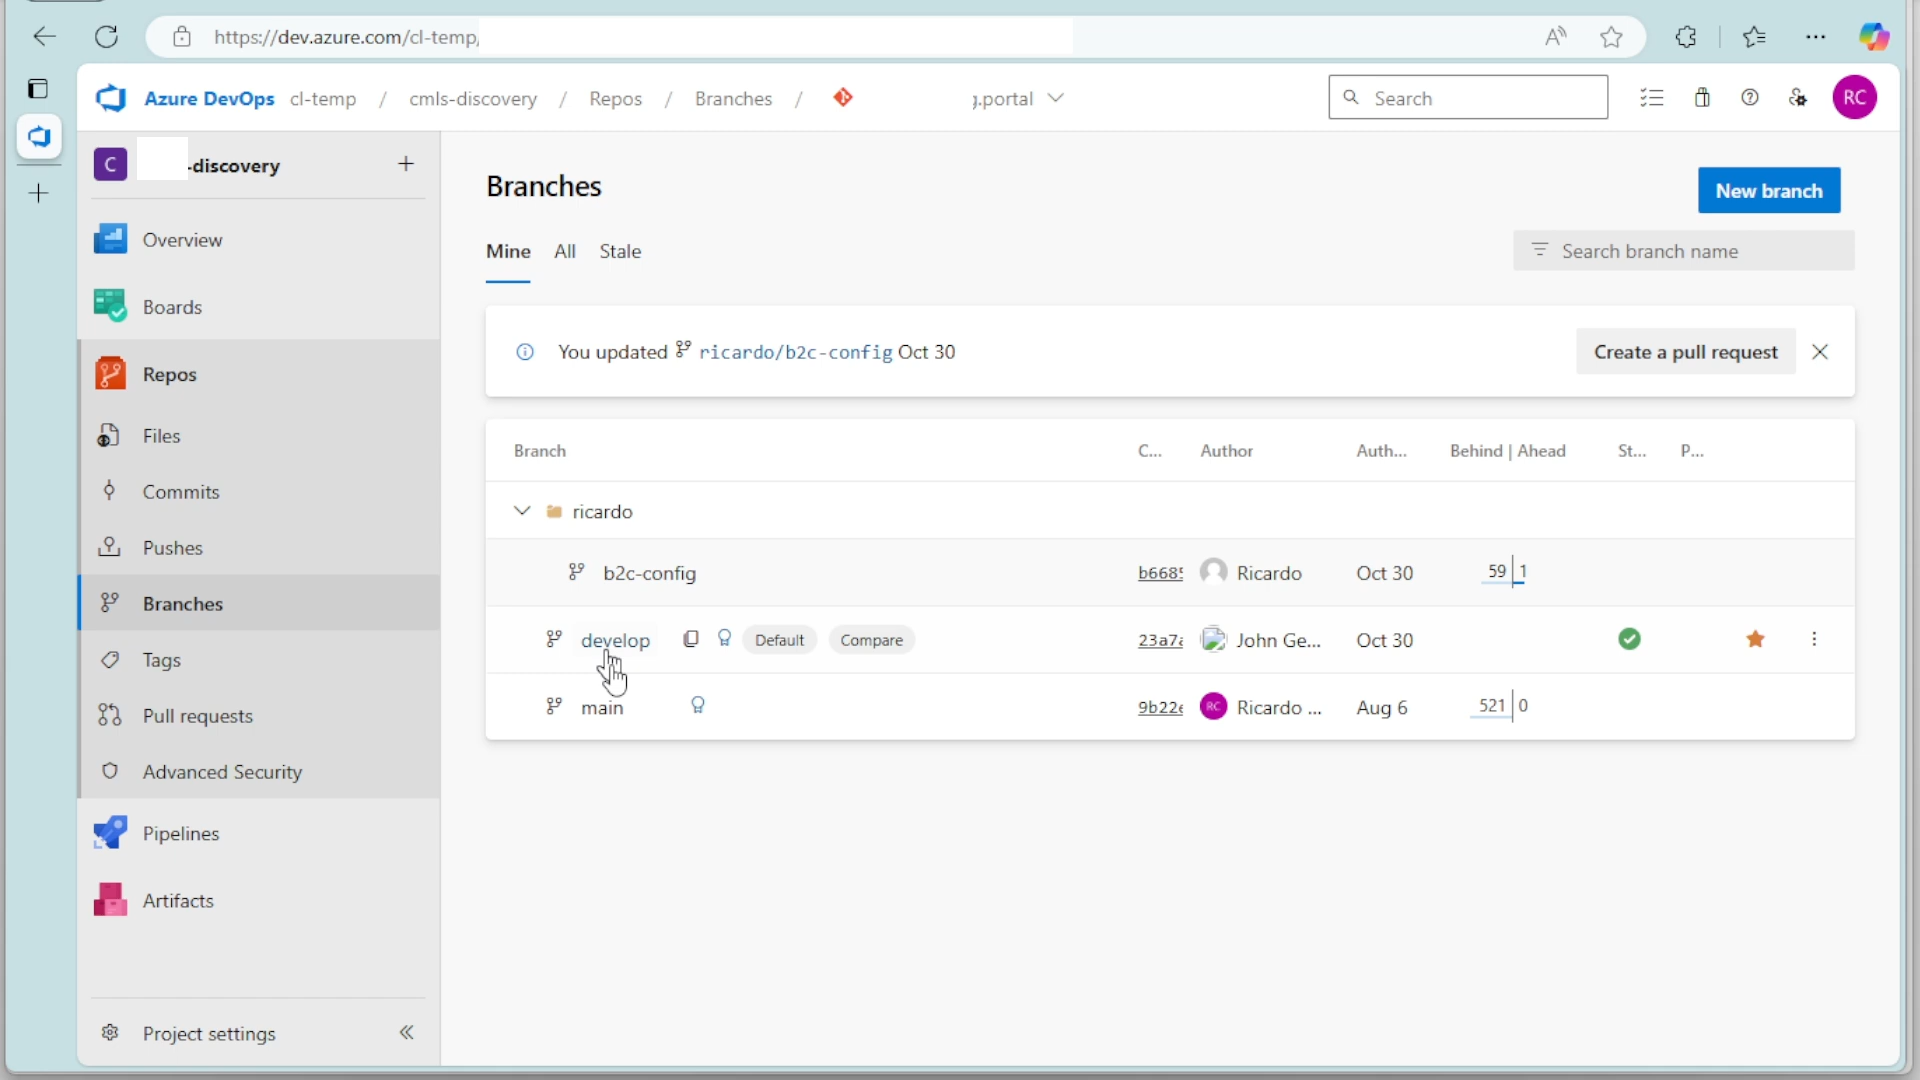 https://dev.azure.com/cl-temp/
Azure DevOps cl-temp / cmls-discovery / Repos / Branches / .portal
Search
RC
C -discovery
Overview
Boards
Repos
Files
Commits
Pushes
Branches
Tags
Pull requests
Advanced Security
Pipelines
Artifacts
Project settings
Branches
New branch
Mine All Stale
Search branch name
You updated ricardo/b2c-config Oct 30
Create a pull request
Branch C... Author Auth... Behind | Ahead St... P...
ricardo
b2c-config b6685 Ricardo Oct 30 59 1
develop Default Compare 23a7 John Ge... Oct 30
main 9b22 RC Ricardo ... Aug 6 521 0